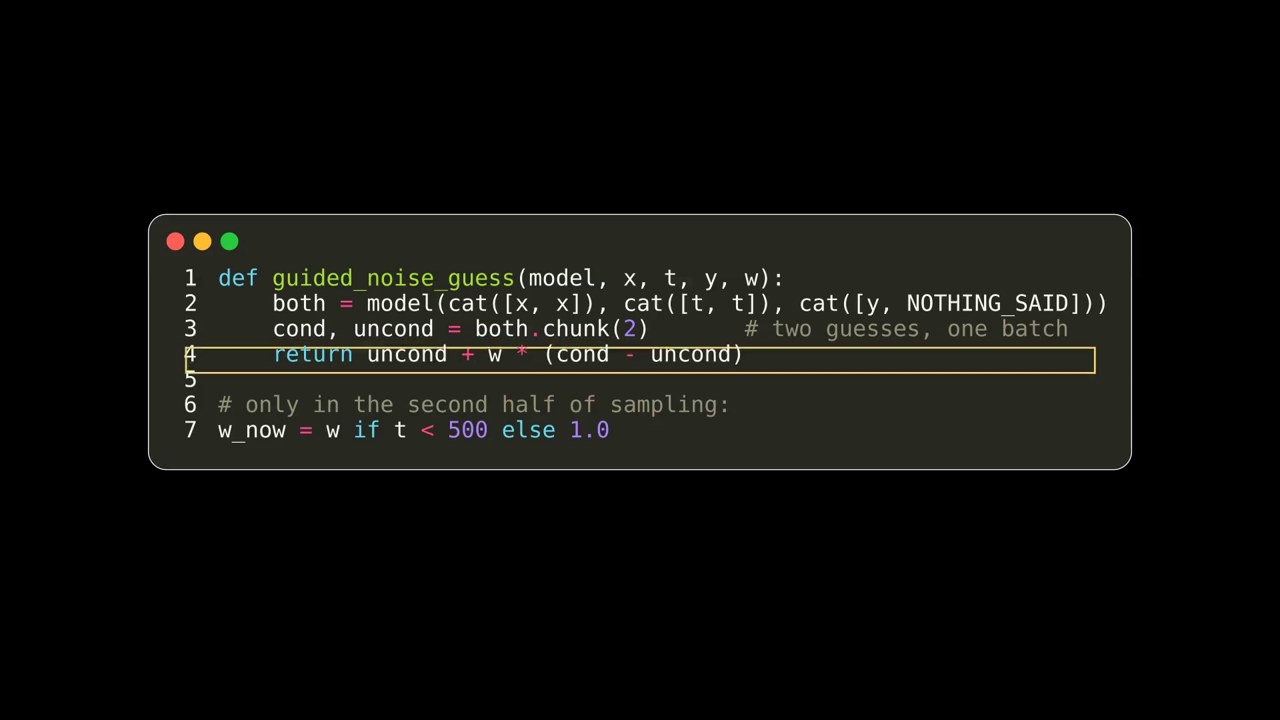 1 def guided_noise_guess(model, x, t, y, w):
2     both = model(cat([x, x]), cat([t, t]), cat([y, NOTHING_SAID]))
3     cond, uncond = both.chunk(2)       # two guesses, one batch
4     return uncond + w * (cond - uncond)
5
6 # only in the second half of sampling:
7 w_now = w if t < 500 else 1.0